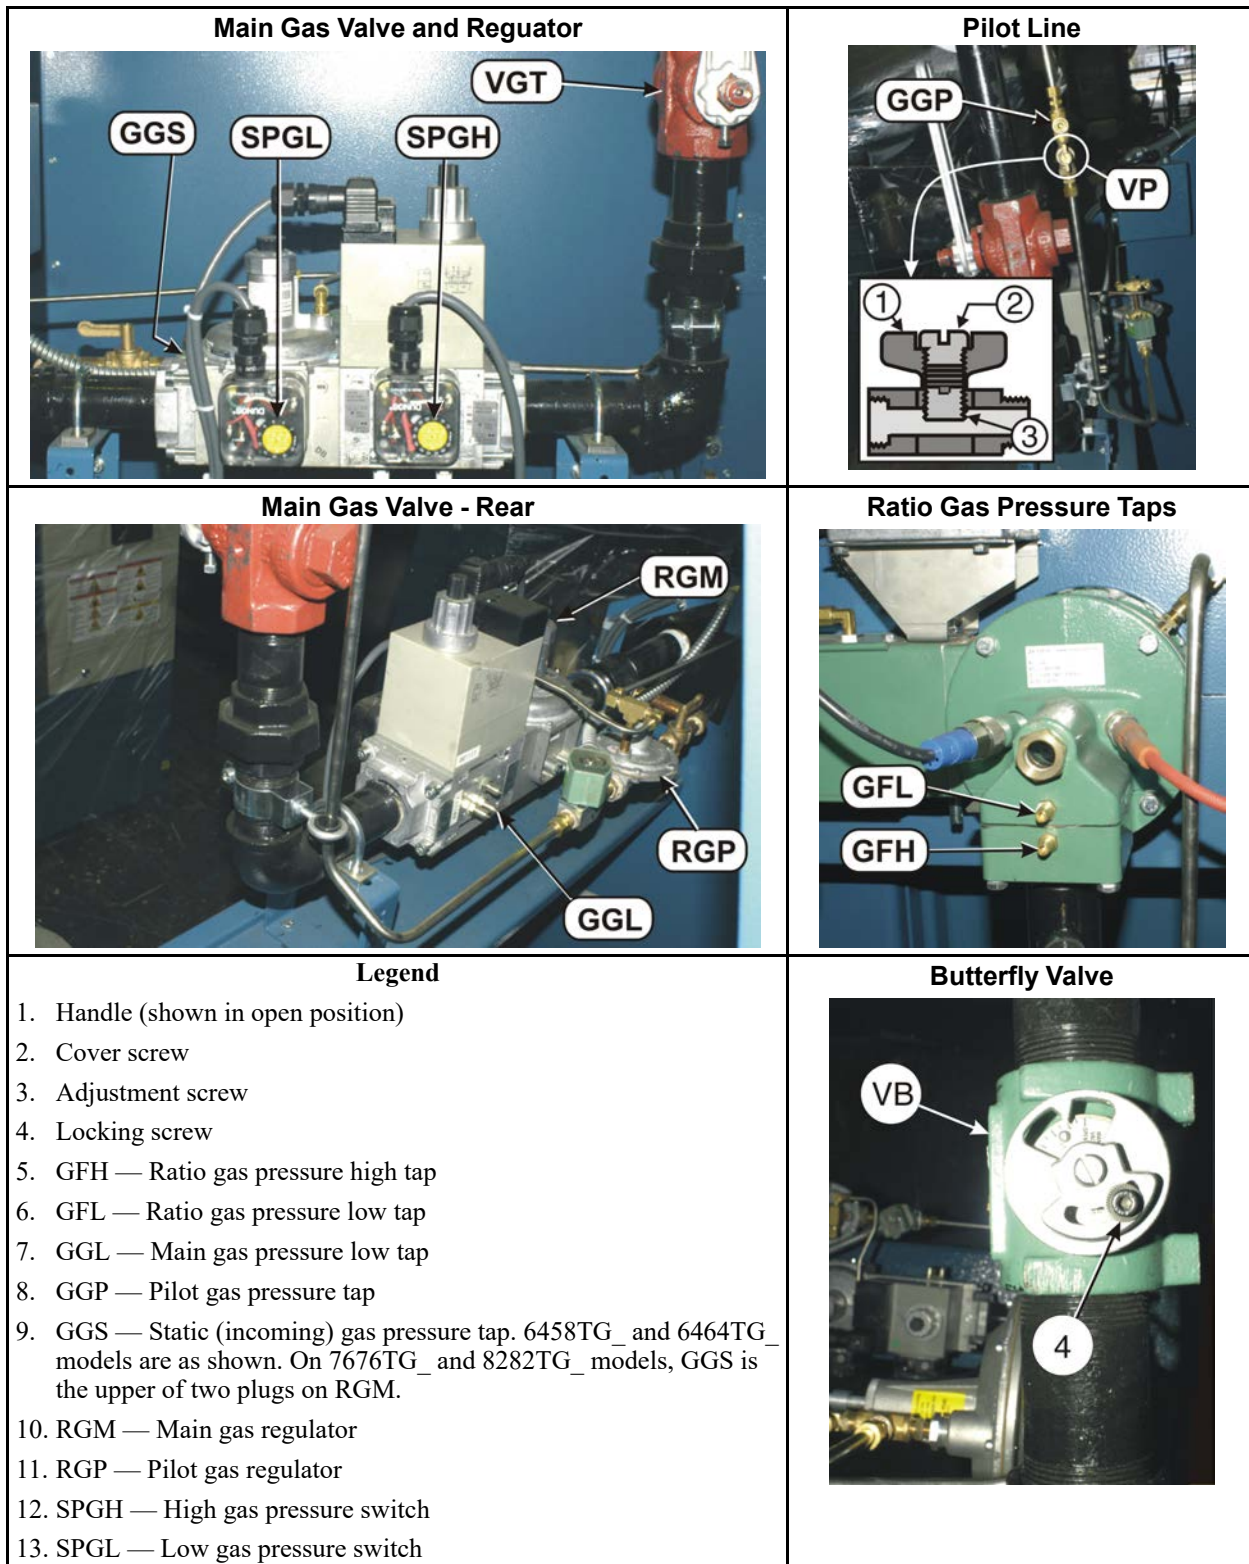 Main Gas Valve and Reguator
VGT
GGS
SPGL
SPGH
Pilot Line
GGP
VP
1
2
3
Main Gas Valve - Rear
RGM
RGP
GGL
Ratio Gas Pressure Taps
GFL
GFH
Legend
1. Handle (shown in open position)
2. Cover screw
3. Adjustment screw
4. Locking screw
5. GFH — Ratio gas pressure high tap
6. GFL — Ratio gas pressure low tap
7. GGL — Main gas pressure low tap
8. GGP — Pilot gas pressure tap
9. GGS — Static (incoming) gas pressure tap. 6458TG_ and 6464TG_
models are as shown. On 7676TG_ and 8282TG_ models, GGS is
the upper of two plugs on RGM.
10. RGM — Main gas regulator
11. RGP — Pilot gas regulator
12. SPGH — High gas pressure switch
13. SPGL — Low gas pressure switch
Butterfly Valve
VB
4